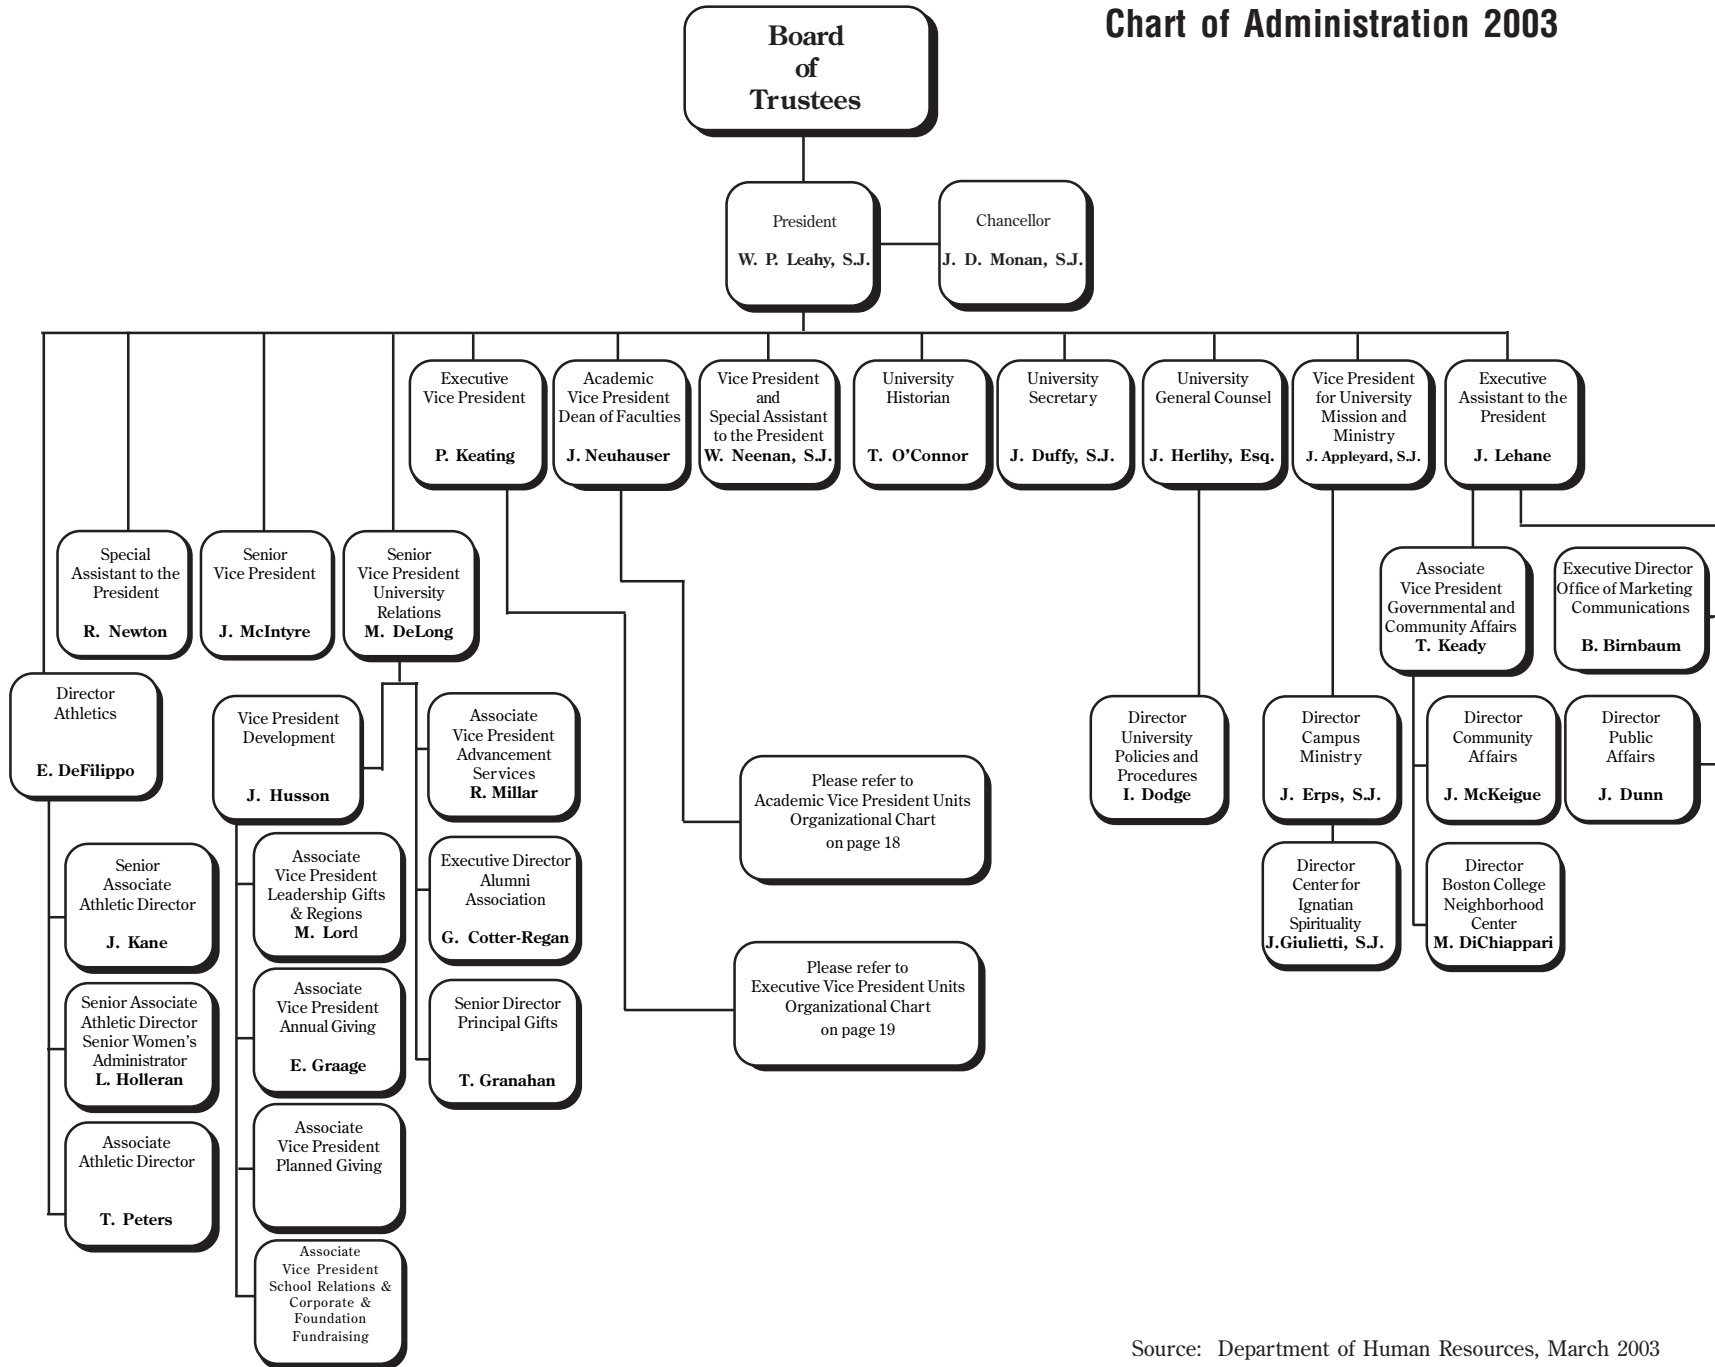 Chart of Administration 2003
Board
of
Trustees
President
W. P. Leahy, S.J.
Chancellor
J. D. Monan, S.J.
Executive
Vice President
P. Keating
Academic
Vice President
Dean of Faculties
J. Neuhauser
Vice President
and
Special Assistant
to the President
W. Neenan, S.J.
University
Historian
T. O’Connor
University
Secretary
J. Duffy, S.J.
University
General Counsel
J. Herlihy, Esq.
Vice President
for University
Mission and
Ministry
J. Appleyard, S.J.
Executive
Assistant to the
President
J. Lehane
Special
Assistant to the
President
R. Newton
Senior
Vice President
J. McIntyre
Senior
Vice President
University
Relations
M. DeLong
Associate
Vice President
Governmental and
Community Affairs
T. Keady
Executive Director
Office of Marketing
Communications
B. Birnbaum
Director
Athletics
E. DeFilippo
Vice President
Development
J. Husson
Associate
Vice President
Advancement
Services
R. Millar
Director
University
Policies and
Procedures
I. Dodge
Director
Campus
Ministry
J. Erps, S.J.
Director
Community
Affairs
J. McKeigue
Director
Public
Affairs
J. Dunn
Please refer to
Academic Vice President Units
Organizational Chart
on page 18
Senior
Associate
Athletic Director
J. Kane
Associate
Vice President
Leadership Gifts
& Regions
M. Lord
Executive Director
Alumni
Association
G. Cotter-Regan
Director
Center for
Ignatian
Spirituality
J.Giulietti, S.J.
Director
Boston College
Neighborhood
Center
M. DiChiappari
Please refer to
Executive Vice President Units
Organizational Chart
on page 19
Senior Associate
Athletic Director
Senior Women’s
Administrator
L. Holleran
Associate
Vice President
Annual Giving
E. Graage
Senior Director
Principal Gifts
T. Granahan
Associate
Athletic Director
T. Peters
Associate
Vice President
Planned Giving
Associate
Vice President
School Relations &
Corporate &
Foundation
Fundraising
Source: Department of Human Resources, March 2003